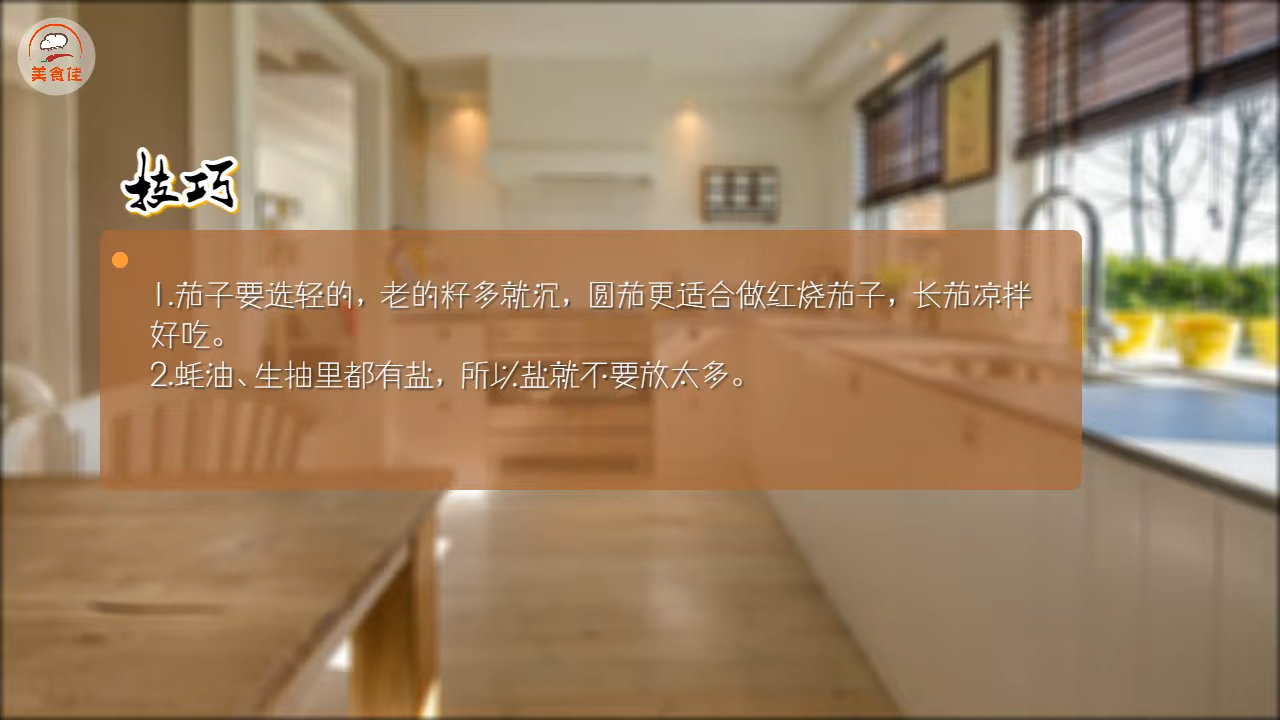 美食佳
技巧
1.茄子要选轻的，老的籽多就沉，圆茄更适合做红烧茄子，长茄凉拌
好吃。
2.蚝油、生抽里都有盐，所以盐就不要放太多。